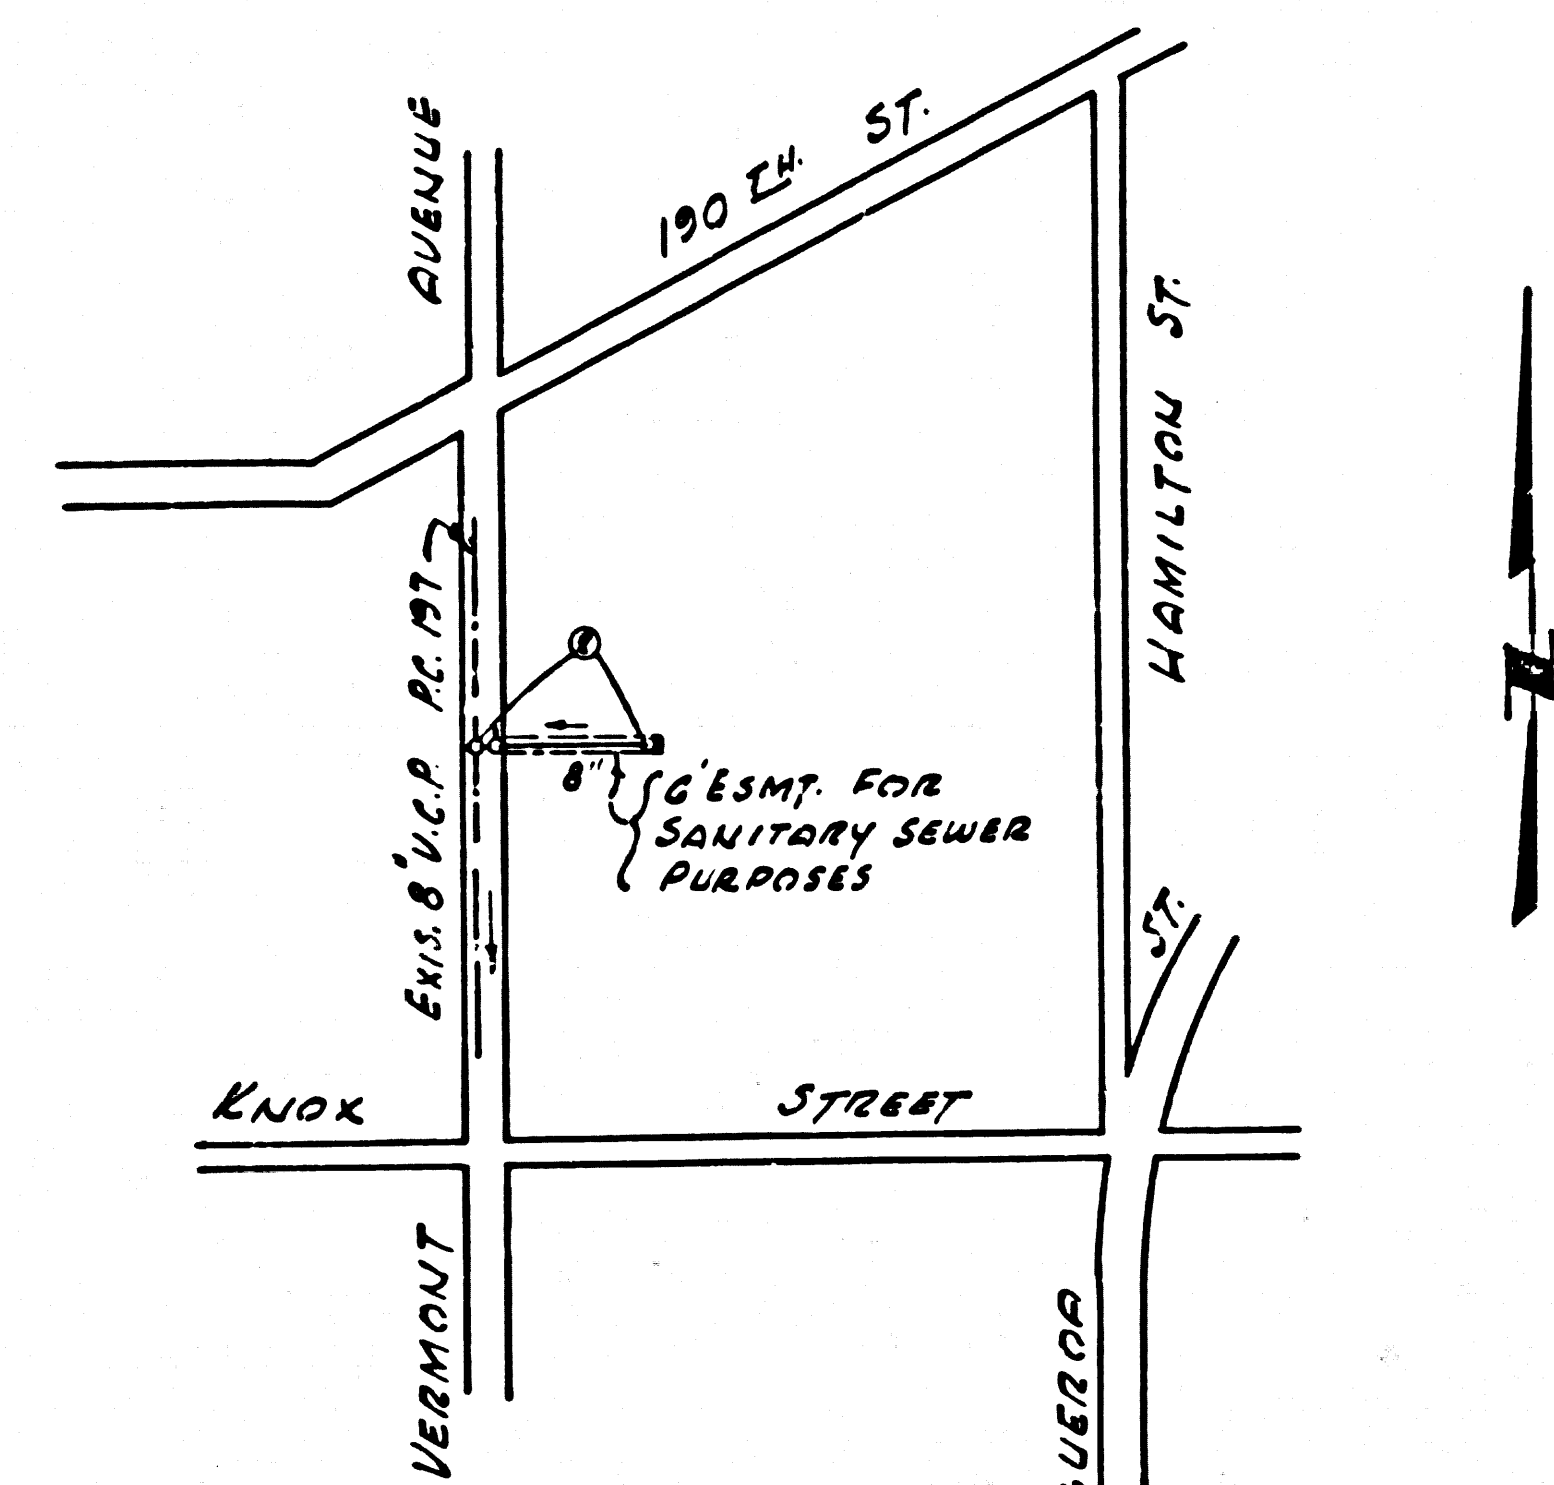 AVENUE
190 TH. ST.
HAMILTON ST.
P.C. 197
EXIS. 8" V.C.P.
8"
6' ESMT. FOR
SANITARY SEWER
PURPOSES
ST.
KNOX STREET
VERMONT
UEROA